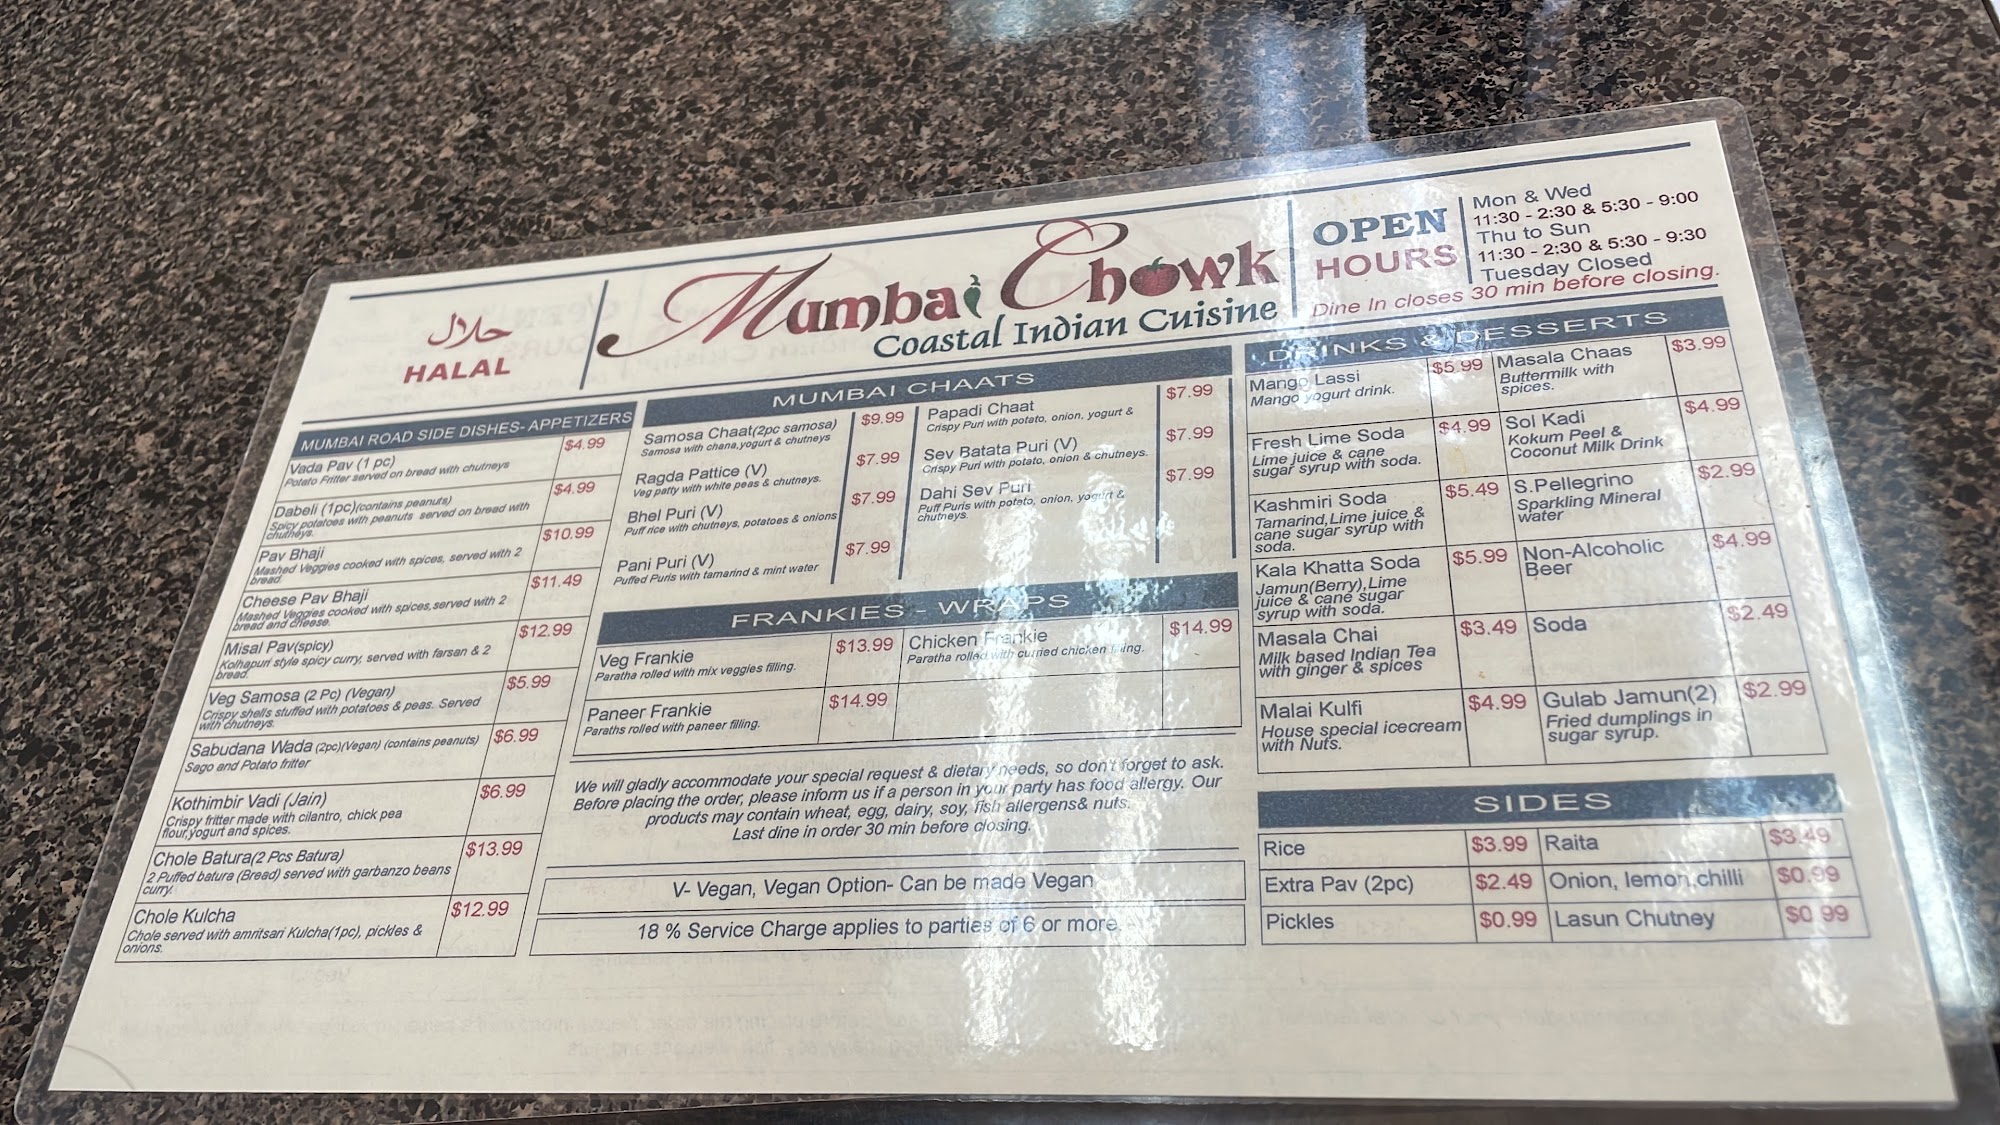 حلال
HALAL
Mumbai Chowk
Coastal Indian Cuisine
OPEN
HOURS
Mon & Wed
11:30 - 2:30 & 5:30 - 9:00
Thu to Sun
11:30 - 2:30 & 5:30 - 9:30
Tuesday Closed
Dine In closes 30 min before closing.
MUMBAI ROAD SIDE DISHES- APPETIZERS
Vada Pav (1 pc) $4.99
Potato Fritter served on bread with chutneys
Dabeli (1pc)(contains peanuts) $4.99
Spicy potatoes with peanuts served on bread with
chutneys.
Pav Bhaji $10.99
Mashed Veggies cooked with spices, served with 2
bread.
Cheese Pav Bhaji $11.49
Mashed Veggies cooked with spices,served with 2
bread and cheese.
Misal Pav(spicy) $12.99
Kolhapuri style spicy curry, served with farsan & 2
bread.
Veg Samosa (2 Pc) (Vegan) $5.99
Crispy shells stuffed with potatoes & peas. Served
with chutneys.
Sabudana Wada (2pc)(Vegan) (contains peanuts) $6.99
Sago and Potato fritter
Kothimbir Vadi (Jain) $6.99
Crispy fritter made with cilantro, chick pea
flour,yogurt and spices.
Chole Batura(2 Pcs Batura) $13.99
2 Puffed batura (Bread) served with garbanzo beans
curry.
Chole Kulcha $12.99
Chole served with amritsari Kulcha(1pc), pickles &
onions.
MUMBAI CHAATS
Samosa Chaat(2pc samosa) $9.99
Samosa with chana,yogurt & chutneys
Ragda Pattice (V) $7.99
Veg patty with white peas & chutneys.
Bhel Puri (V) $7.99
Puff rice with chutneys, potatoes & onions
Pani Puri (V) $7.99
Puffed Puris with tamarind & mint water
Papadi Chaat $7.99
Crispy Puri with potato, onion, yogurt &
Sev Batata Puri (V) $7.99
Crispy Puri with potato, onion & chutneys.
Dahi Sev Puri $7.99
Puff Puris with potato, onion, yogurt &
chutneys.
FRANKIES - WRAPS
Veg Frankie $13.99
Paratha rolled with mix veggies filling.
Chicken Frankie $14.99
Paratha rolled with curried chicken filling.
Paneer Frankie $14.99
Paraths rolled with paneer filling.
We will gladly accommodate your special request & dietary needs, so don't forget to ask.
Before placing the order, please inform us if a person in your party has food allergy. Our
products may contain wheat, egg, dairy, soy, fish allergens& nuts.
Last dine in order 30 min before closing.
V- Vegan, Vegan Option- Can be made Vegan
18 % Service Charge applies to parties of 6 or more.
DRINKS & DESSERTS
Mango Lassi $5.99
Mango yogurt drink.
Fresh Lime Soda $4.99
Lime juice & cane
sugar syrup with soda.
Kashmiri Soda $5.49
Tamarind,Lime juice &
cane sugar syrup with
soda.
Kala Khatta Soda $5.99
Jamun(Berry),Lime
juice & cane sugar
syrup with soda.
Masala Chai $3.49
Milk based Indian Tea
with ginger & spices
Malai Kulfi $4.99
House special icecream
with Nuts.
Masala Chaas $3.99
Buttermilk with
spices.
Sol Kadi $4.99
Kokum Peel &
Coconut Milk Drink
S.Pellegrino $2.99
Sparkling Mineral
water
Non-Alcoholic $4.99
Beer
Soda $2.49
Gulab Jamun(2) $2.99
Fried dumplings in
sugar syrup.
SIDES
Rice $3.99
Extra Pav (2pc) $2.49
Pickles $0.99
Raita $3.49
Onion, lemon,chilli $0.99
Lasun Chutney $0.99